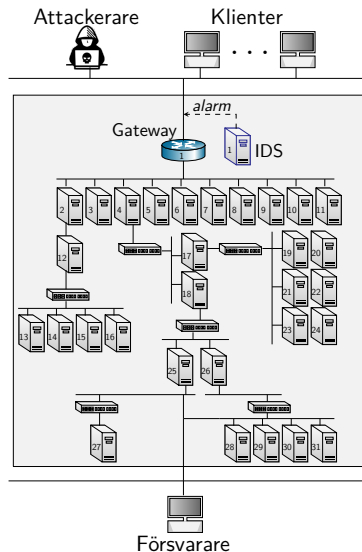 Attackerare Klienter
. . .
alarm
Gateway
1 1 IDS
2 3 4 5 6 7 8 9 10 11
12 17 19 20
18 21 22
13 14 15 16 23 24
25 26
27 28 29 30 31
Försvarare